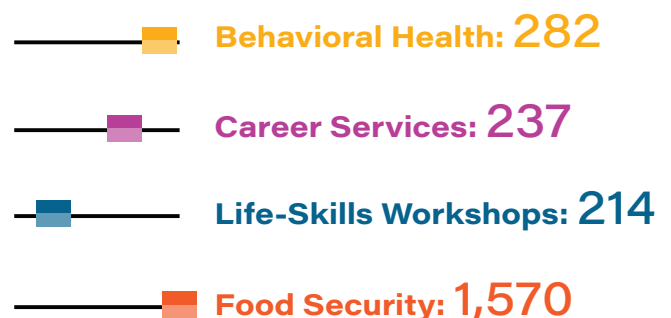 Behavioral Health: 282
Career Services: 237
Life-Skills Workshops: 214
Food Security: 1,570